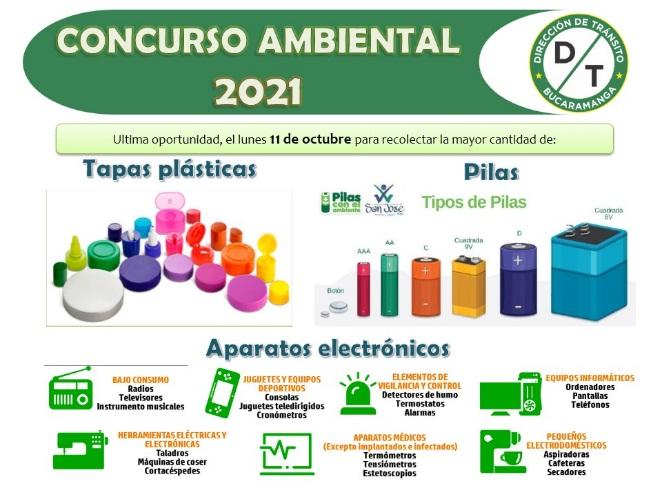 CONCURSO AMBIENTAL
2021
DIRECCIÓN DE TRÁNSITO
D T
BUCARAMANGA
Ultima oportunidad, el lunes 11 de octubre para recolectar la mayor cantidad de:
Tapas plásticas
Pilas
Pilas
con el
ambiente
San José
Tipos de Pilas
Botón
AAA
AA
C
Cuadrada
9V
D
Cuadrada
6V
Aparatos electrónicos
BAJO CONSUMO
Radios
Televisores
Instrumento musicales
JUGUETES Y EQUIPOS
DEPORTIVOS
Consolas
Juguetes teledirigidos
Cronómetros
ELEMENTOS DE
VIGILANCIA Y CONTROL
Detectores de humo
Termostatos
Alarmas
EQUIPOS INFORMÁTICOS
Ordenadores
Pantallas
Teléfonos
HERRAMIENTAS ELÉCTRICAS Y
ELECTRÓNICAS
Taladros
Máquinas de coser
Cortacéspedes
APARATOS MÉDICOS
(Excepto implantados e infectados)
Termómetros
Tensiómetros
Estetoscopios
PEQUEÑOS
ELECTRODOMÉSTICOS
Aspiradoras
Cafeteras
Secadores